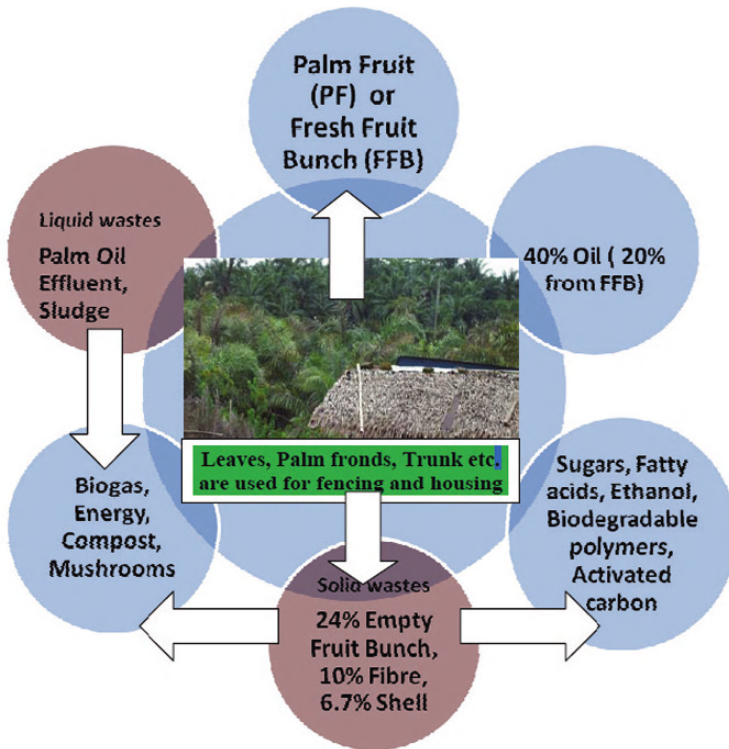 Palm Fruit
(PF) or
Fresh Fruit
Bunch (FFB)
Liquid wastes
Palm Oil
Effluent,
Sludge
40% Oil ( 20%
from FFB)
Leaves, Palm fronds, Trunk etc.
are used for fencing and housing
Biogas,
Energy,
Compost,
Mushrooms
Sugars, Fatty
acids, Ethanol,
Biodegradable
polymers,
Activated
carbon
Solid wastes
24% Empty
Fruit Bunch,
10% Fibre,
6.7% Shell